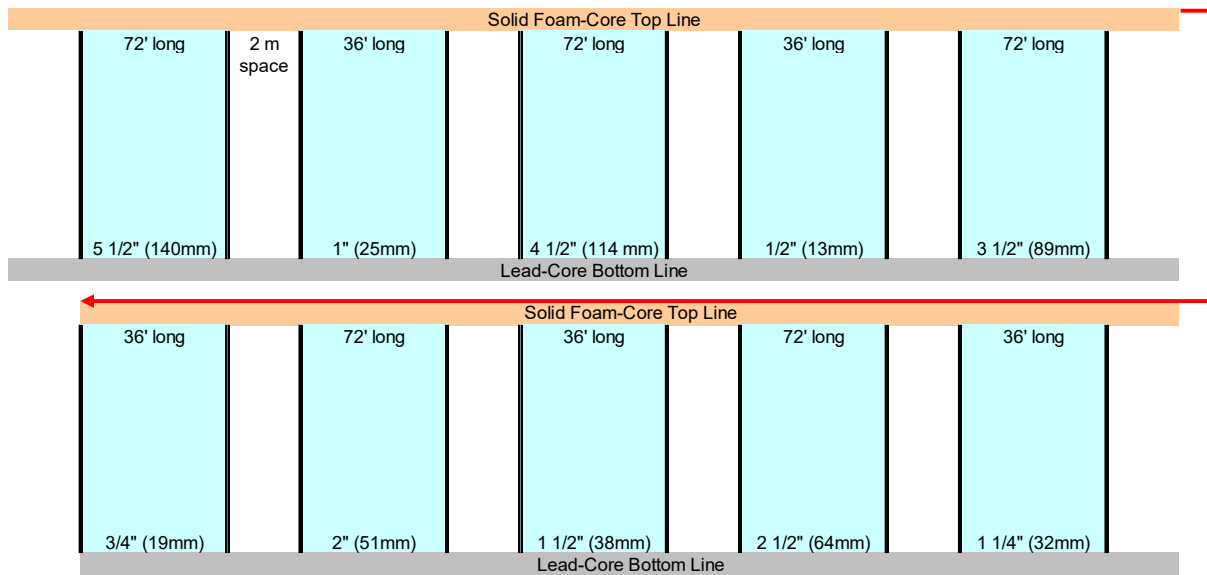 Solid Foam-Core Top Line
72' long
2 m
space
36' long
72' long
36' long
72' long
5 1/2" (140mm)
1" (25mm)
4 1/2" (114 mm)
1/2" (13mm)
3 1/2" (89mm)
Lead-Core Bottom Line
Solid Foam-Core Top Line
36' long
72' long
36' long
72' long
36' long
3/4" (19mm)
2" (51mm)
1 1/2" (38mm)
2 1/2" (64mm)
1 1/4" (32mm)
Lead-Core Bottom Line